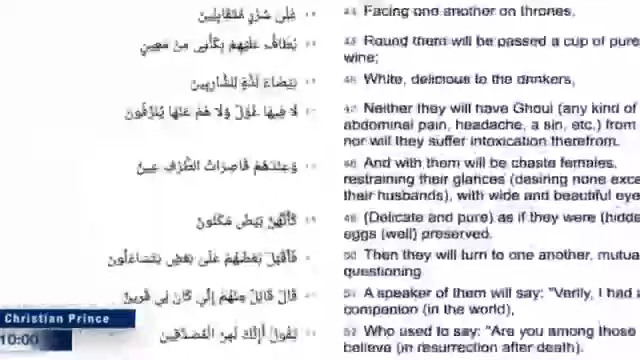 عَلَى سُرُرٍ مُتَقَابِلِينَ
44 Facing one another on thrones,
يُطَافُ عَلَيْهِمْ بِكَأْسٍ مِنْ مَعِينٍ
45 Round them will be passed a cup of pure
wine;
بَيْضَاءَ لَذَّةٍ لِلشَّارِبِينَ
46 White, delicious to the drinkers,
لَا فِيهَا غَوْلٌ وَلَا هُمْ عَنْهَا يُنْزَفُونَ
47 Neither they will have Ghoul (any kind of
abdominal pain, headache, a sin, etc.) from
nor will they suffer intoxication therefrom.
وَعِنْدَهُمْ قَاصِرَاتُ الطَّرْفِ عِينٌ
48 And with them will be chaste females,
restraining their glances (desiring none exce
their husbands), with wide and beautiful eye
كَأَنَّهُنَّ بَيْضٌ مَكْنُونٌ
49 (Delicate and pure) as if they were (hidde
eggs (well) preserved.
فَأَقْبَلَ بَعْضُهُمْ عَلَى بَعْضٍ يَتَسَاءَلُونَ
50 Then they will turn to one another, mutua
questioning.
قَالَ قَائِلٌ مِنْهُمْ إِنِّي كَانَ لِي قَرِينٌ
51 A speaker of them will say: "Verily, I had a
companion (in the world),
يَقُولُ أَإِنَّكَ لَمِنَ الْمُصَدِّقِينَ
52 Who used to say: "Are you among those
believe (in resurrection after death).
Christian Prince
10:00